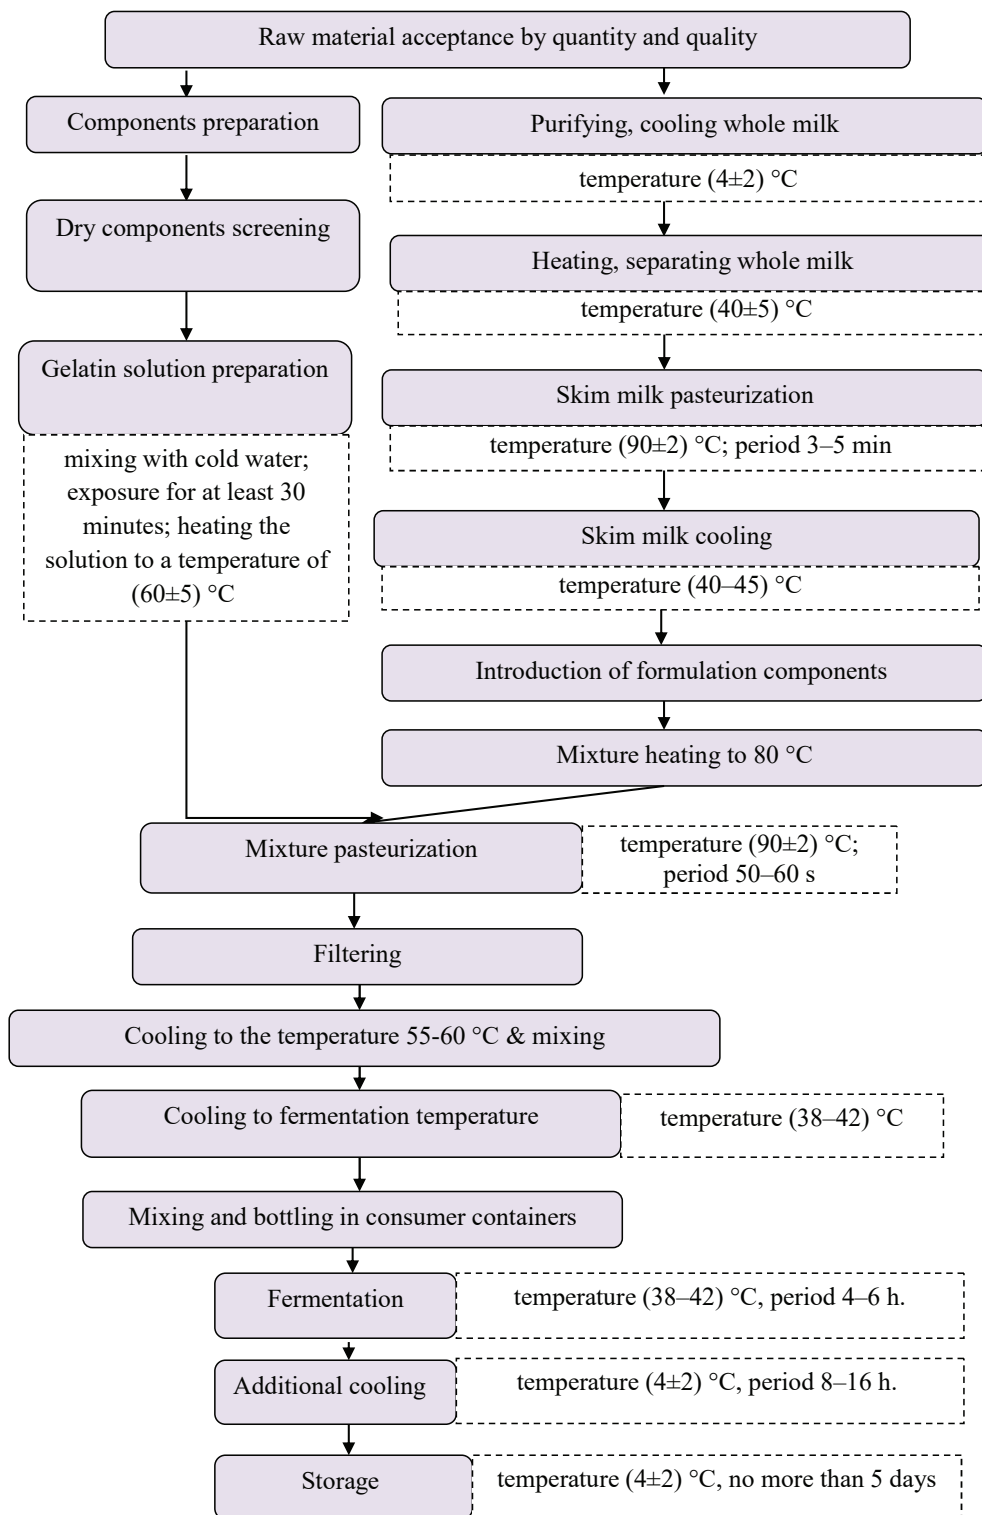 Raw material acceptance by quantity and quality
Components preparation
Dry components screening
Gelatin solution preparation
mixing with cold water;
exposure for at least 30
minutes; heating the
solution to a temperature of
(60±5) °C
Purifying, cooling whole milk
temperature (4±2) °C
Heating, separating whole milk
temperature (40±5) °C
Skim milk pasteurization
temperature (90±2) °C; period 3–5 min
Skim milk cooling
temperature (40–45) °C
Introduction of formulation components
Mixture heating to 80 °C
Mixture pasteurization
temperature (90±2) °C;
period 50–60 s
Filtering
Cooling to the temperature 55-60 °C & mixing
Cooling to fermentation temperature
temperature (38–42) °C
Mixing and bottling in consumer containers
Fermentation
temperature (38–42) °C, period 4–6 h.
Additional cooling
temperature (4±2) °C, period 8–16 h.
Storage
temperature (4±2) °C, no more than 5 days